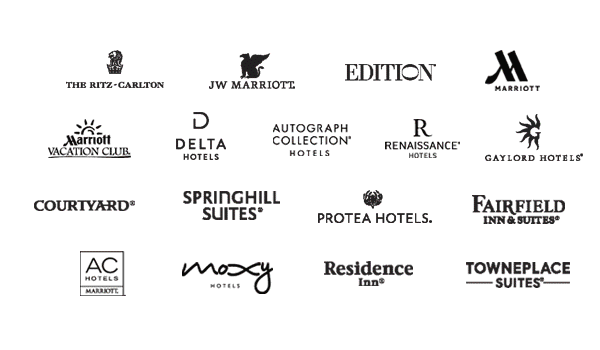 THE RITZ-CARLTON
JW MARRIOTT
EDITION
MARRIOTT
Marriott
VACATION CLUB.
DELTA
HOTELS
AUTOGRAPH
COLLECTION®
HOTELS
R
RENAISSANCE®
HOTELS
GAYLORD HOTELS®
COURTYARD®
SPRINGHILL
SUITES®
PROTEA HOTELS.
FAIRFIELD
INN & SUITES®
AC
HOTELS
MARRIOTT
moxy
HOTELS
Residence
Inn®
TOWNEPLACE
SUITES®